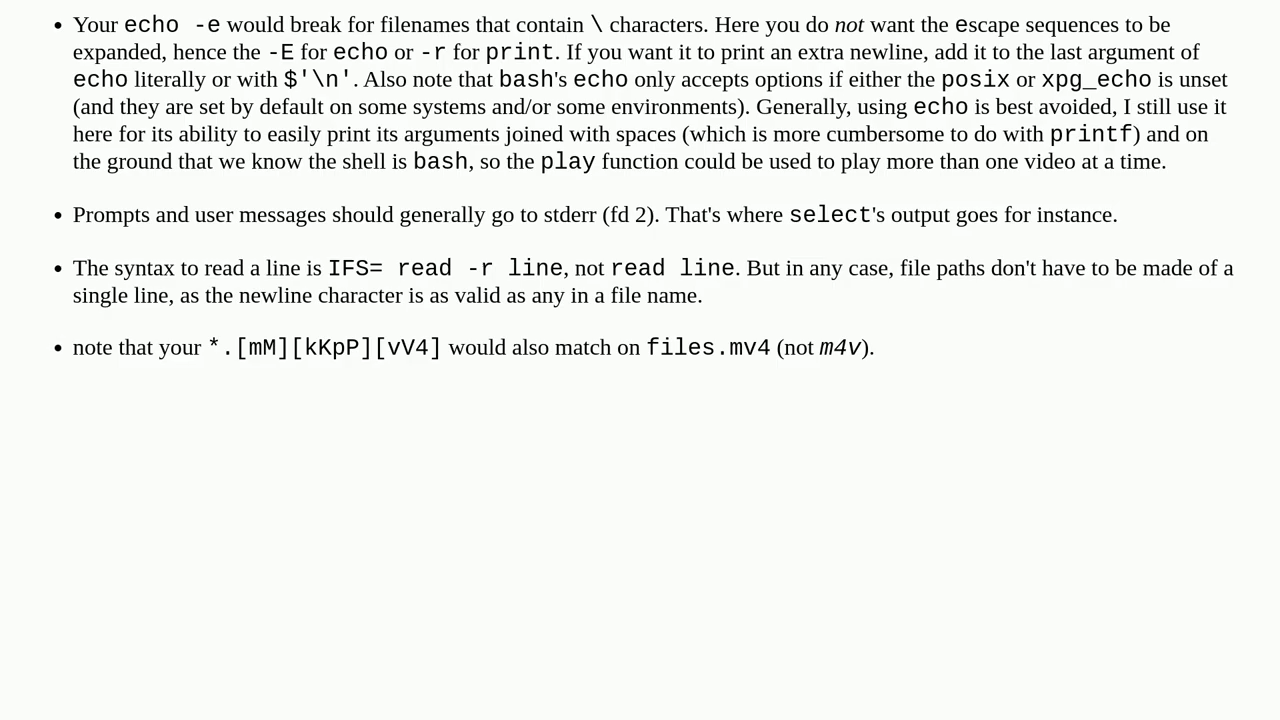 • Your echo -e would break for filenames that contain \ characters. Here you do not want the escape sequences to be
expanded, hence the -E for echo or -r for print. If you want it to print an extra newline, add it to the last argument of
echo literally or with $'\n'. Also note that bash's echo only accepts options if either the posix or xpg_echo is unset
(and they are set by default on some systems and/or some environments). Generally, using echo is best avoided, I still use it
here for its ability to easily print its arguments joined with spaces (which is more cumbersome to do with printf) and on
the ground that we know the shell is bash, so the play function could be used to play more than one video at a time.
• Prompts and user messages should generally go to stderr (fd 2). That's where select's output goes for instance.
• The syntax to read a line is IFS= read -r line, not read line. But in any case, file paths don't have to be made of a
single line, as the newline character is as valid as any in a file name.
• note that your *.[mM][kKpP][vV4] would also match on files.mv4 (not m4v).